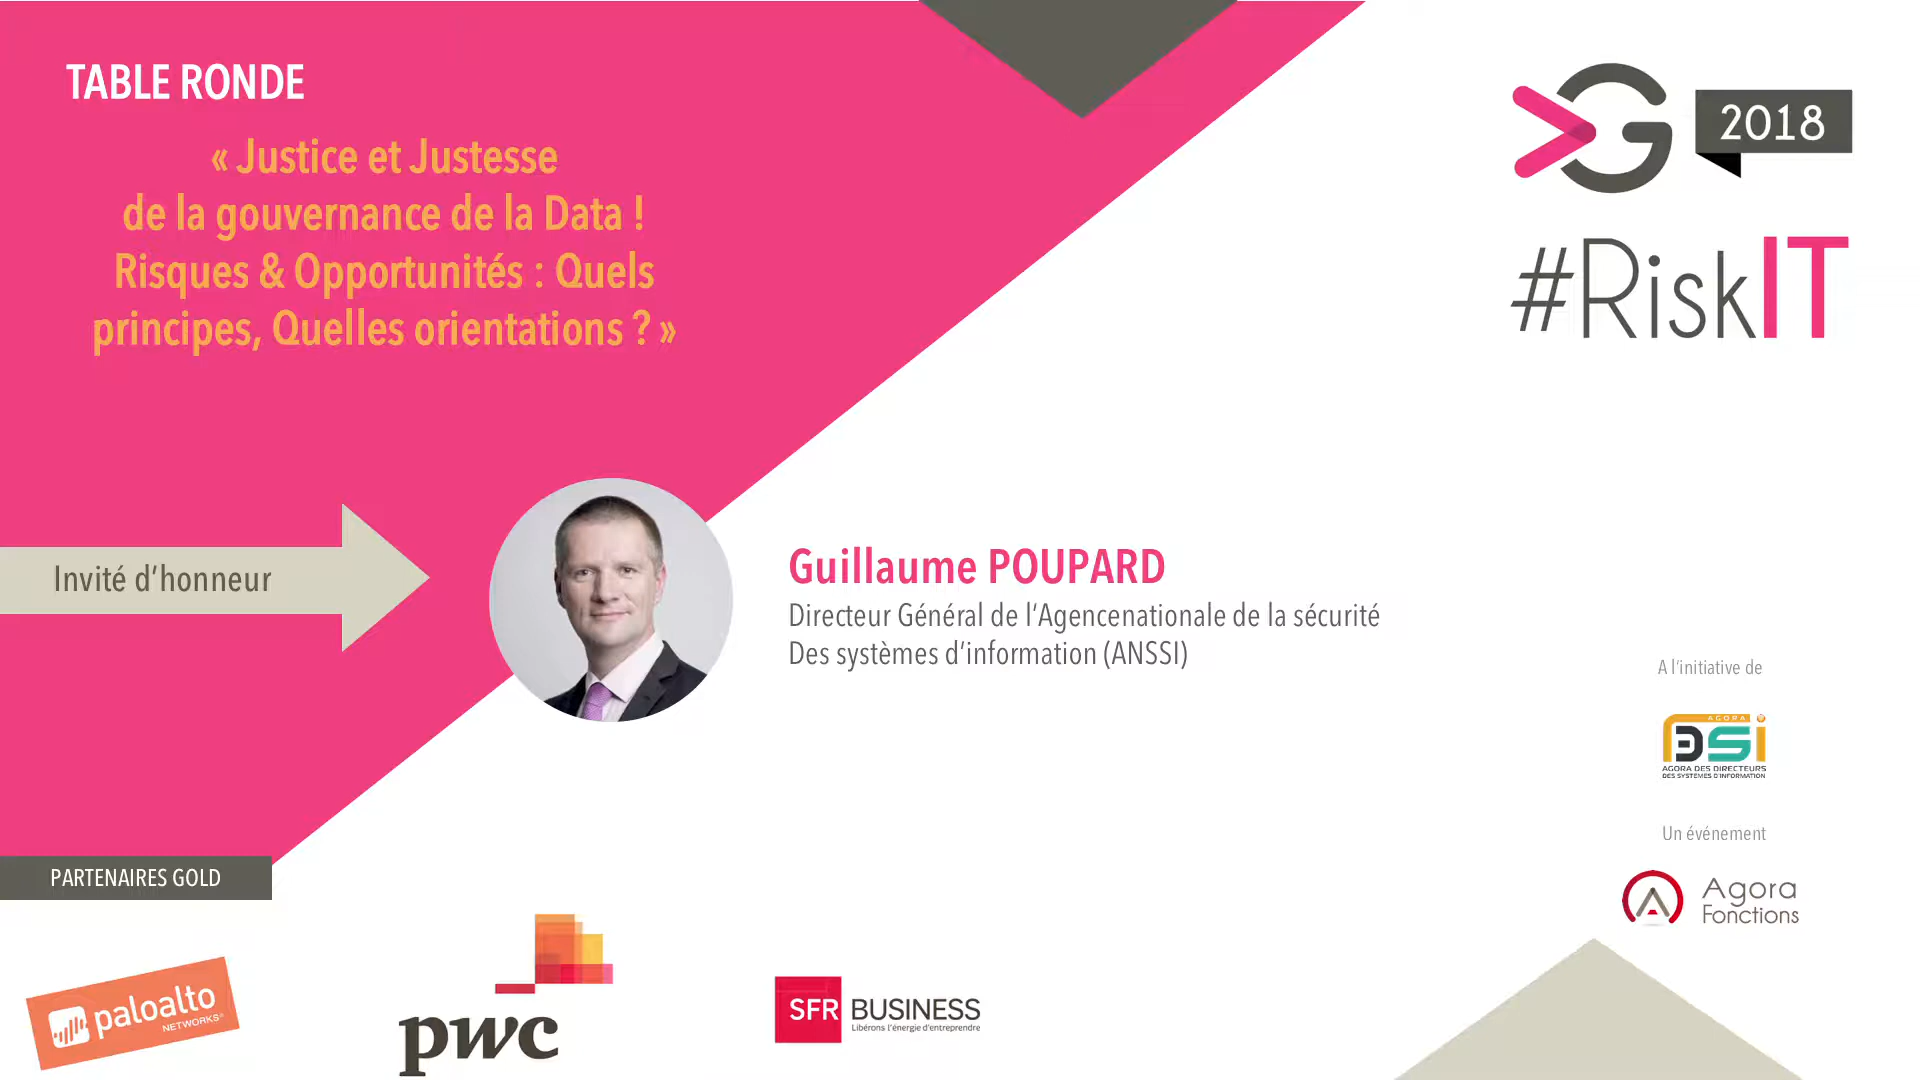 TABLE RONDE
« Justice et Justesse
de la gouvernance de la Data !
Risques & Opportunités : Quels
principes, Quelles orientations ? »
G 2018
#RiskIT
Invité d'honneur
Guillaume POUPARD
Directeur Général de l'Agencenationale de la sécurité
Des systèmes d'information (ANSSI)
A l'initiative de
AGORA
DSi
AGORA DES DIRECTEURS
DES SYSTEMES D'INFORMATION
Un événement
Agora
Fonctions
PARTENAIRES GOLD
paloalto
NETWORKS®
pwc
SFR BUSINESS
Libérons l'énergie d'entreprendre